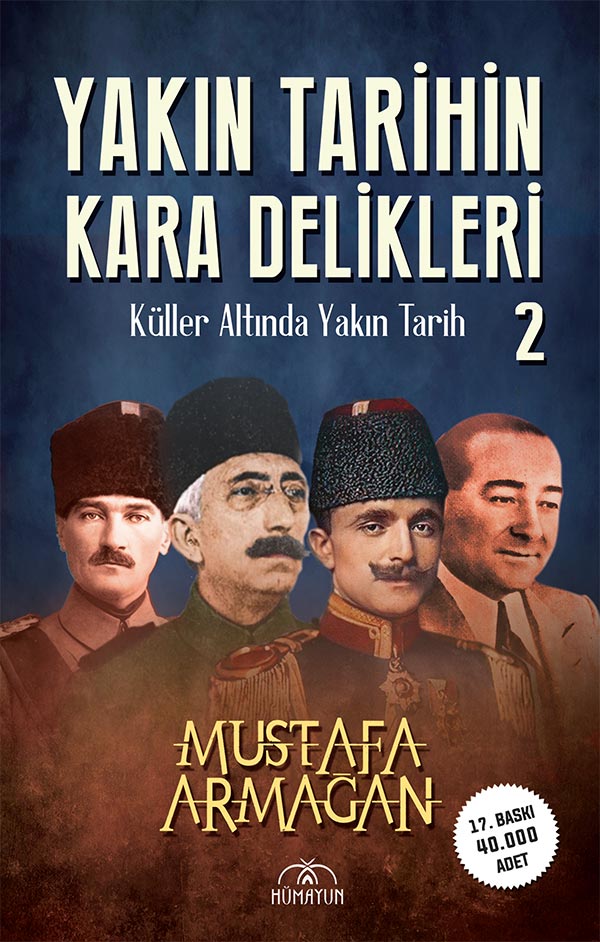 YAKIN TARİHİN
KARA DELİKLERİ
Küller Altında Yakın Tarih
2
MUSTAFA
ARMAĞAN
17. BASKI
40.000
ADET
HÜMAYUN